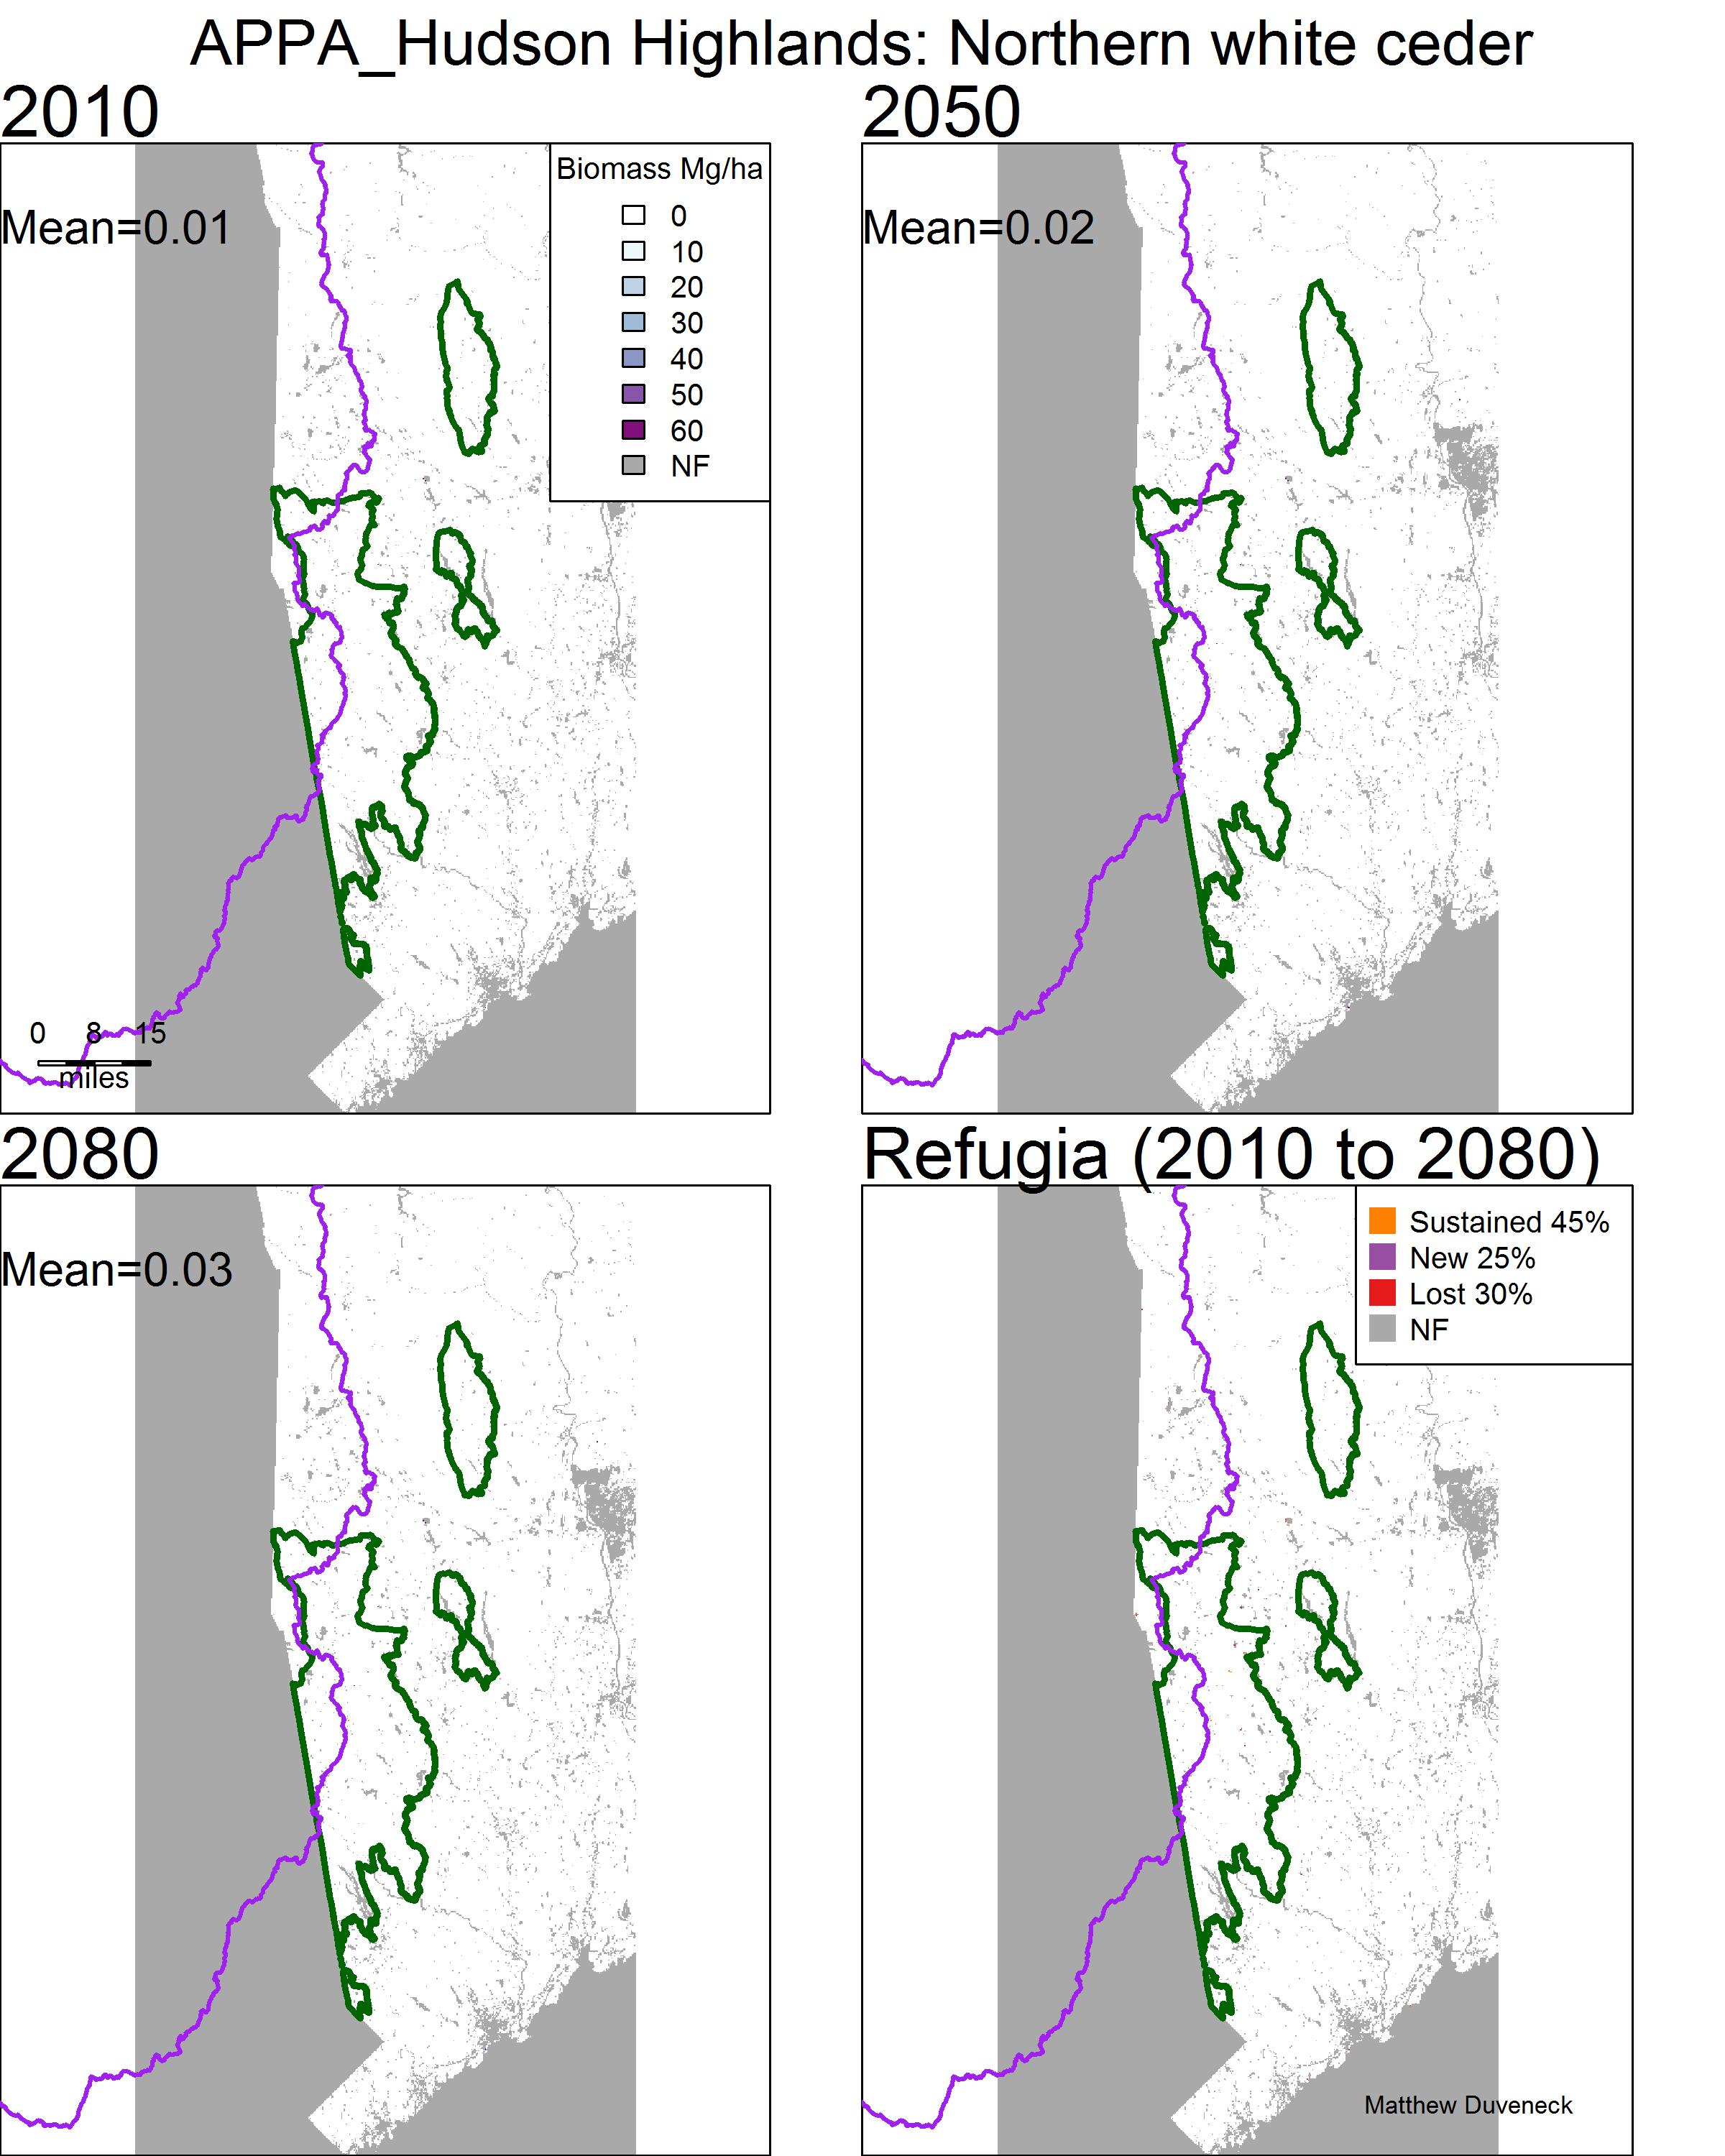 APPA_Hudson Highlands: Northern white ceder
2010
Mean=0.01
Biomass Mg/ha
0
10
20
30
40
50
60
NF
0 8 15
miles
2050
Mean=0.02
2080
Mean=0.03
Refugia (2010 to 2080)
Sustained 45%
New 25%
Lost 30%
NF
Matthew Duveneck